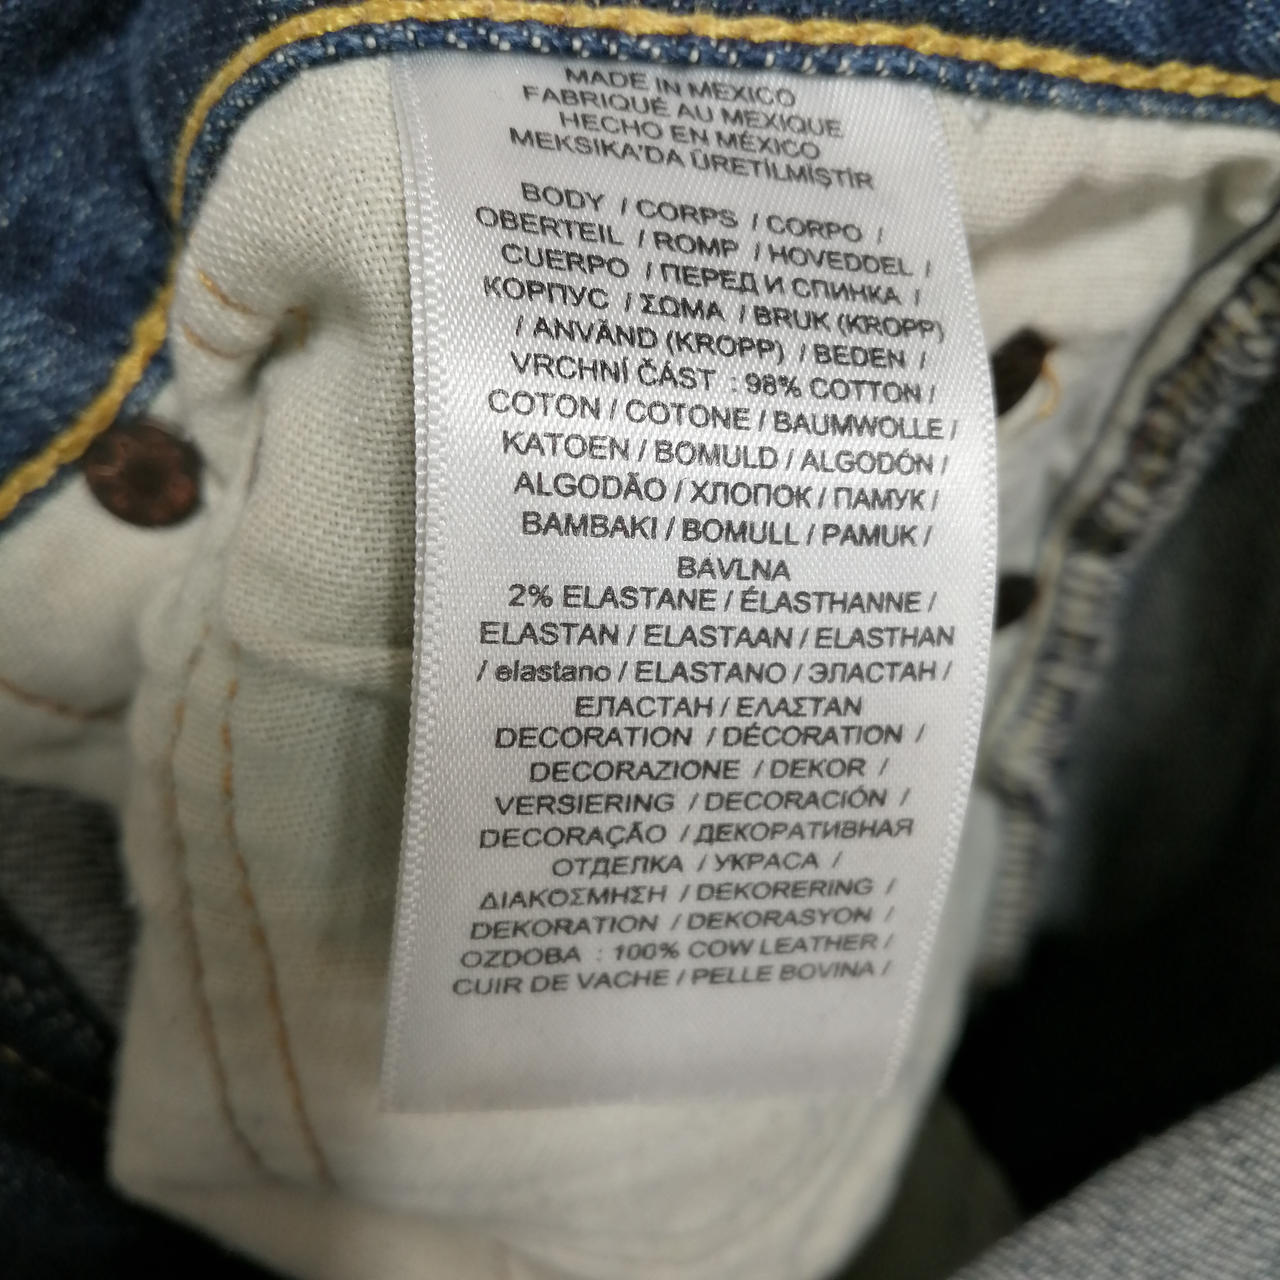 MADE IN MEXICO
FABRIQUÉ AU MEXIQUE
HECHO EN MÉXICO
MEKSIKA'DA ÜRETİLMİŞTİR
BODY / CORPS / CORPO /
OBERTEIL / ROMP / HOVEDDEL /
CUERPO / ПЕРЕД И СПИНКА /
КОРПУС / ΣΩΜΑ / BRUK (KROPP)
/ ANVÄND (KROPP) / BEDEN /
VRCHNÍ ČÁST : 98% COTTON /
COTON / COTONE / BAUMWOLLE /
KATOEN / BOMULD / ALGODÓN /
ALGODÃO / ХЛОПОК / ПАМУК /
BAMBAKI / BOMULL / PAMUK /
BAVLNA
2% ELASTANE / ÉLASTHANNE /
ELASTAN / ELASTAAN / ELASTHAN
/ elastano / ELASTANO / ЭЛАСТАН /
ЕЛАСТАН / ΕΛΑΣΤΑΝ
DECORATION / DÉCORATION /
DECORAZIONE / DEKOR /
VERSIERING / DECORACIÓN /
DECORAÇÃO / ДЕКОРАТИВНАЯ
ОТДЕЛКА / УКРАСА /
ΔΙΑΚΟΣΜΗΣΗ / DEKORERING /
DEKORATION / DEKORASYON /
OZDOBA : 100% COW LEATHER /
CUIR DE VACHE / PELLE BOVINA /